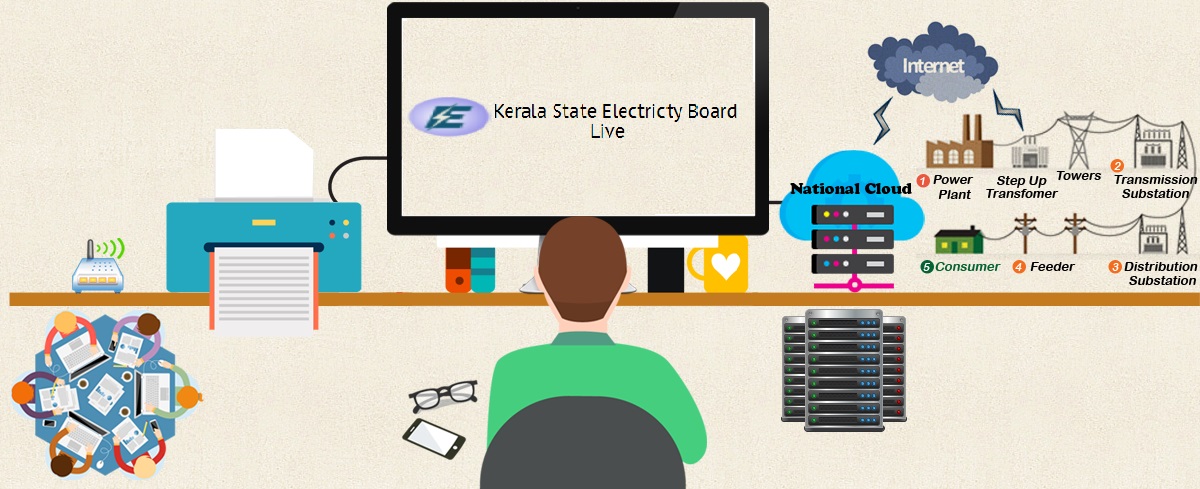 Kerala State Electricty Board
Live
Internet
National Cloud
1 Power
Plant
Step Up
Transfomer
Towers
2
Transmission
Substation
5 Consumer
4 Feeder
3 Distribution
Substation